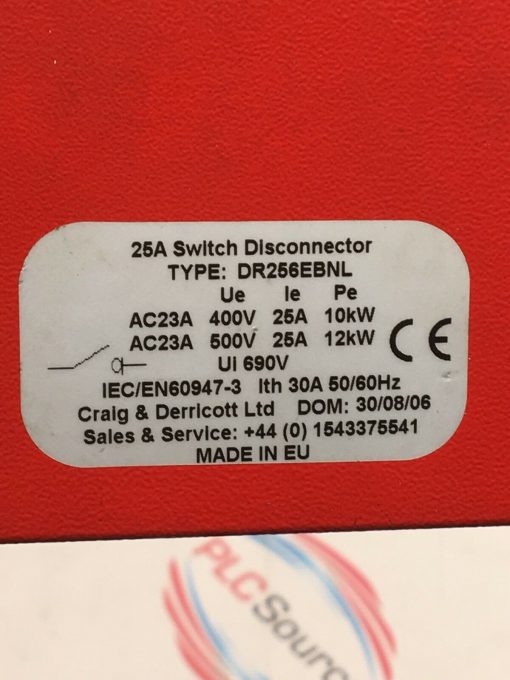 25A Switch Disconnector
TYPE: DR256EBNL
Ue Ie Pe
AC23A 400V 25A 10kW
AC23A 500V 25A 12kW
CE
UI 690V
IEC/EN60947-3 Ith 30A 50/60Hz
Craig & Derricott Ltd DOM: 30/08/06
Sales & Service: +44 (0) 1543375541
MADE IN EU
PLC
Source